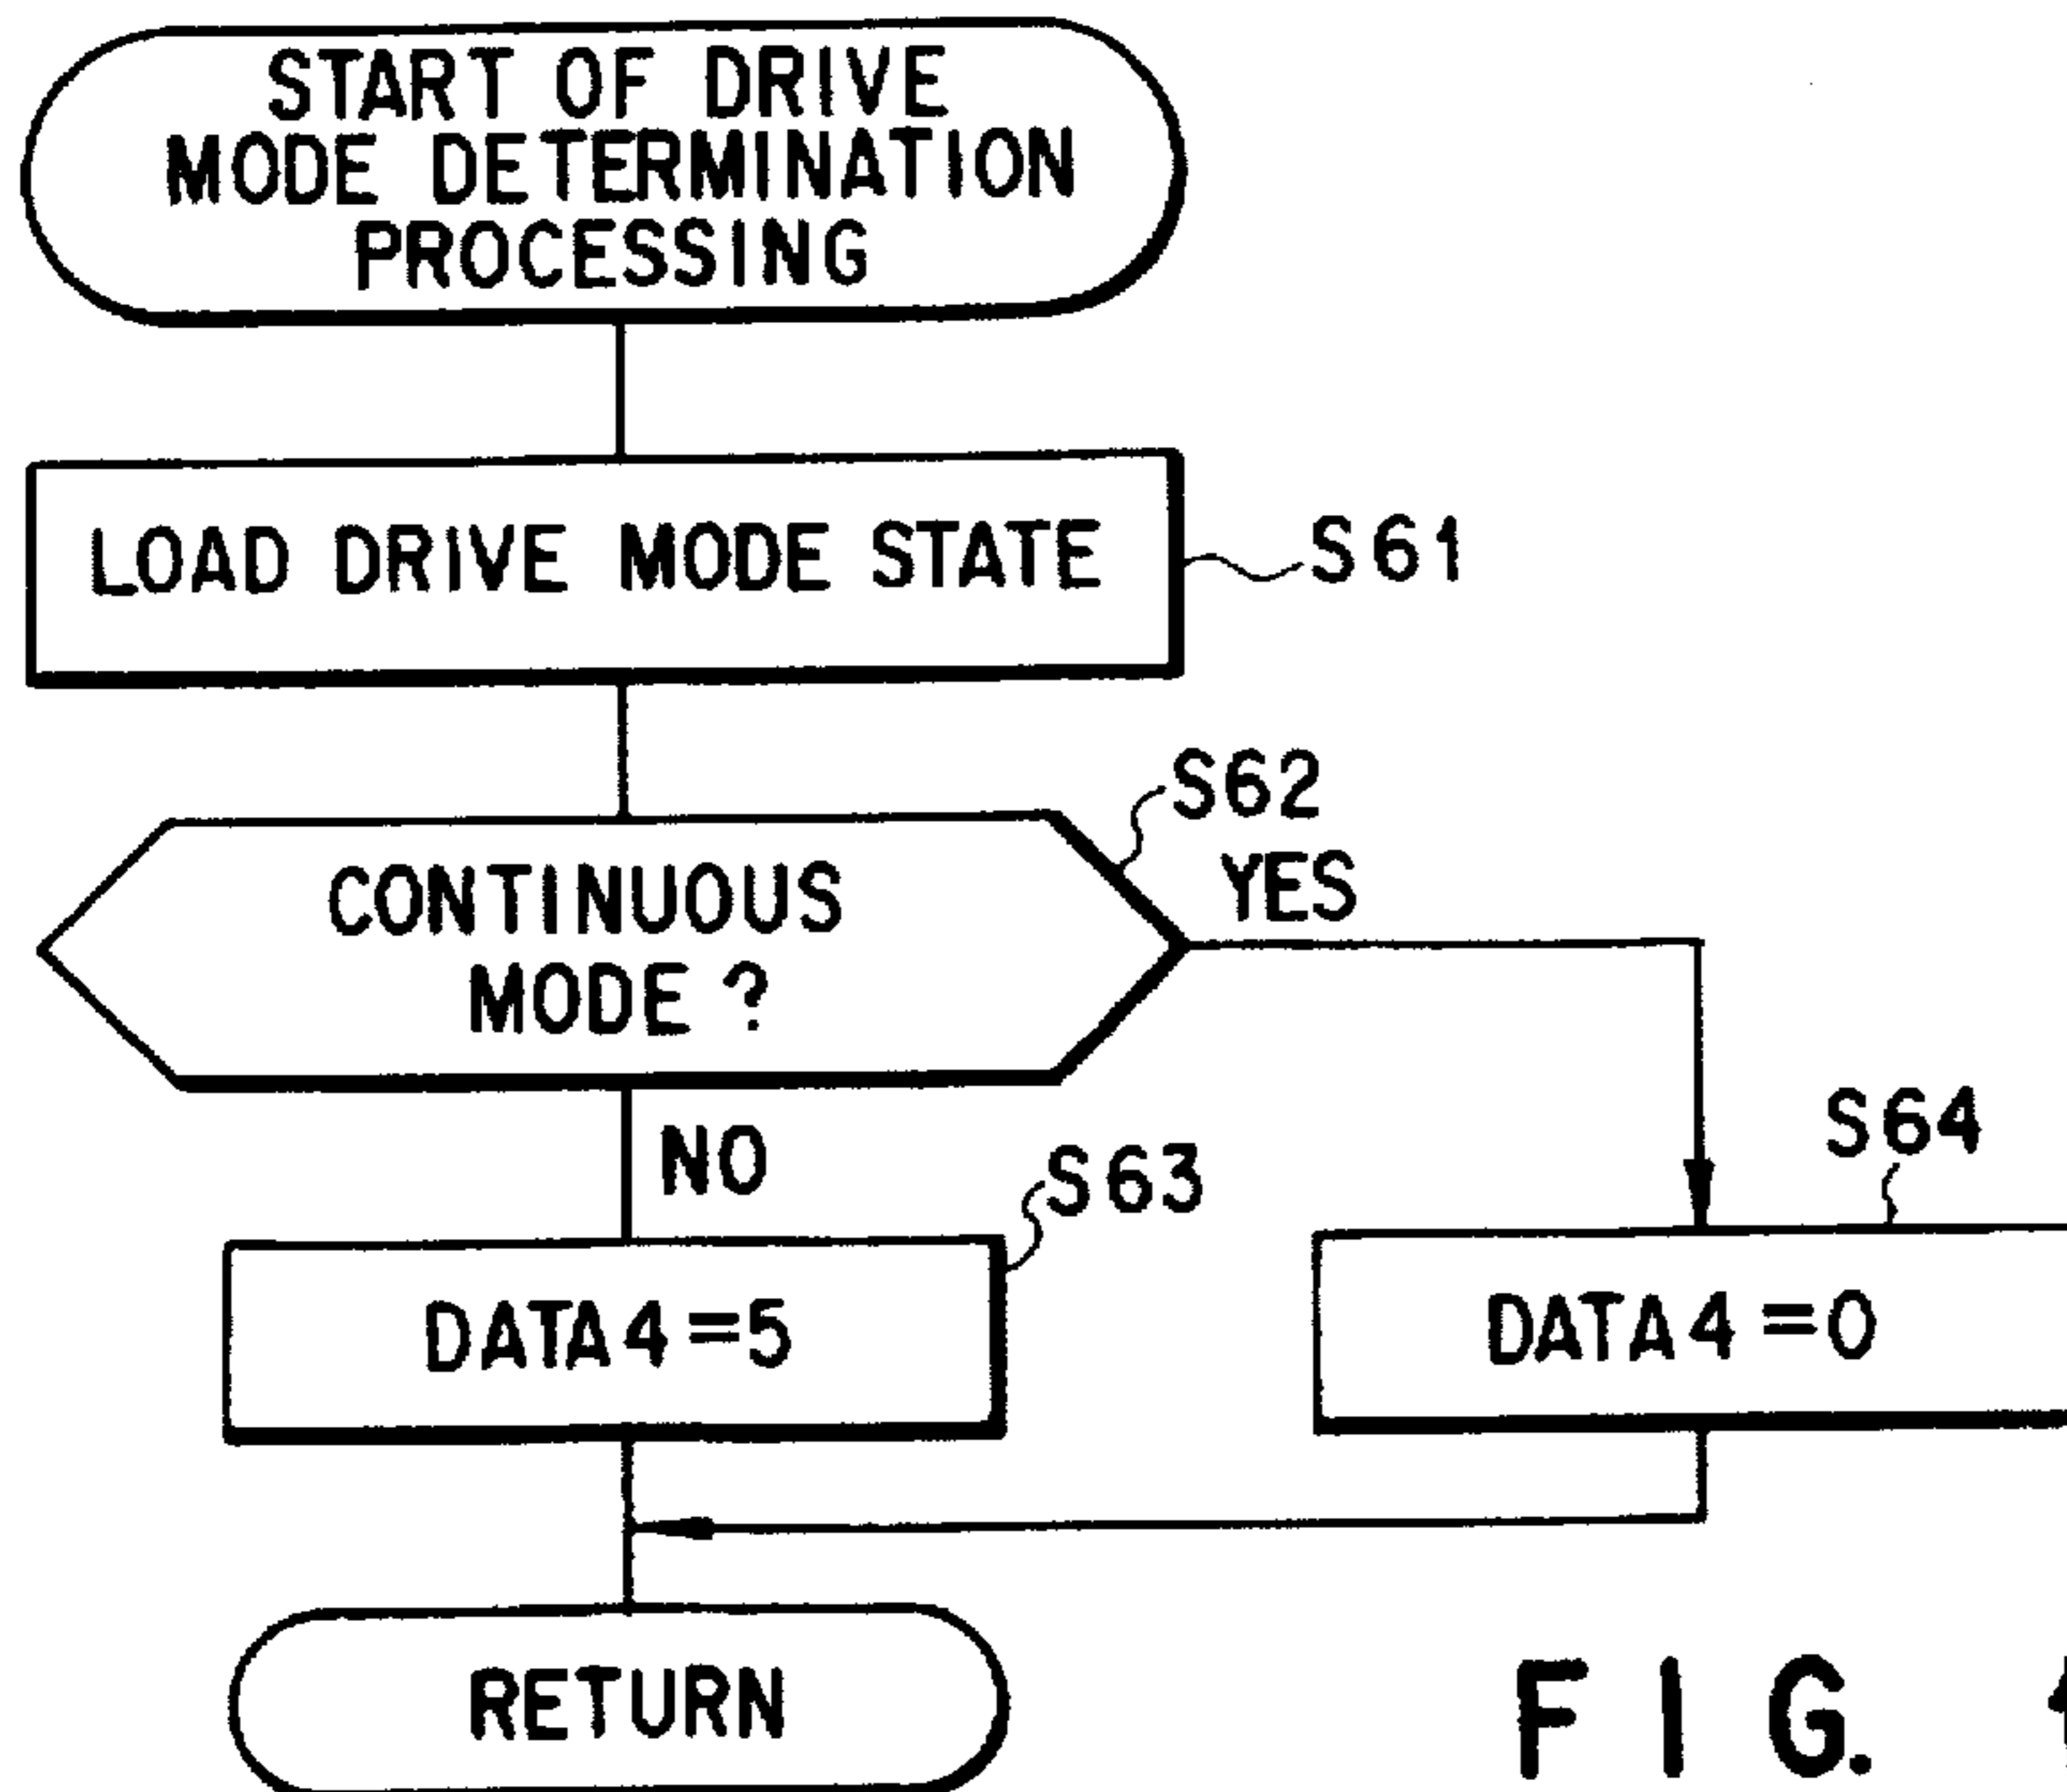 START OF DRIVE
MODE DETERMINATION
PROCESSING
LOAD DRIVE MODE STATE
S61
S62
YES
CONTINUOUS
MODE ?
NO
S63
S64
DATA4=5
DATA4=0
RETURN
FIG.